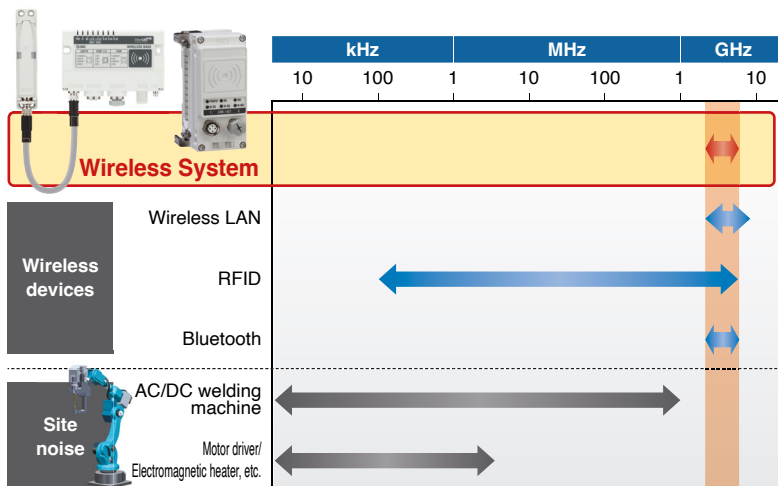 kHz MHz GHz
10 100 1 10 100 1 10
Wireless System
Wireless LAN
Wireless
devices
RFID
Bluetooth
AC/DC welding
machine
Site
noise
Motor driver/
Electromagnetic heater, etc.